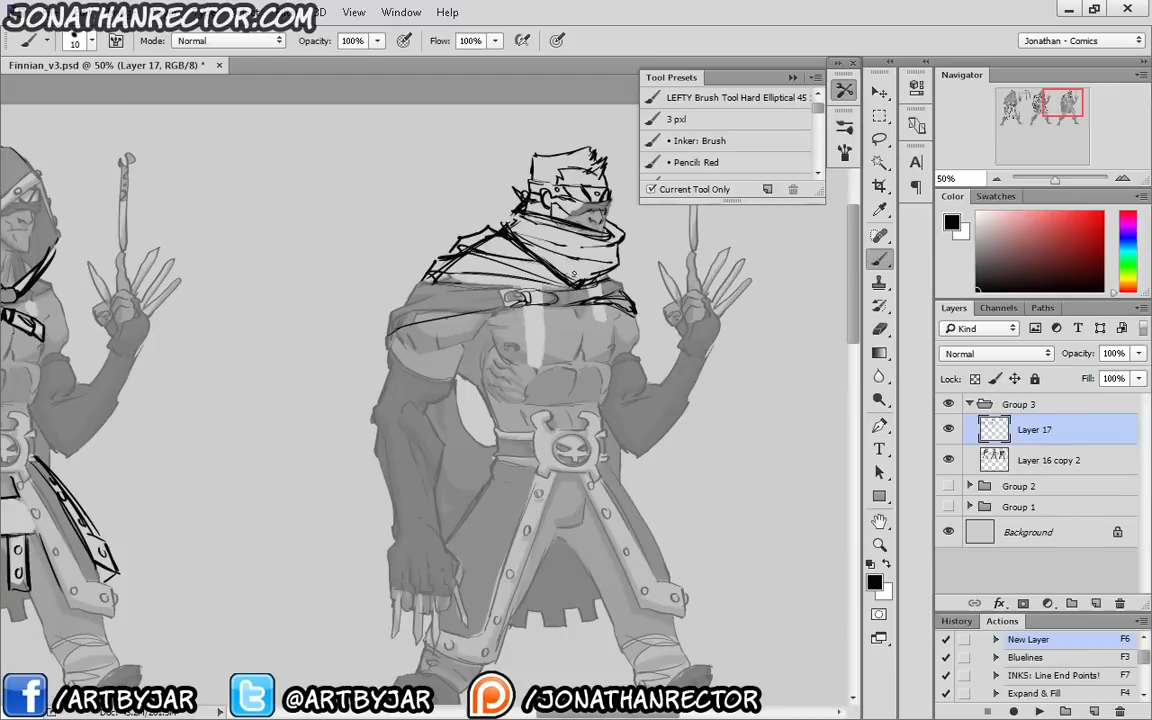 JONATHANRECTOR.COM
View Window Help
10 Mode: Normal Opacity: 100% Flow: 100% Jonathan - Comics
Finnian_v3.psd @ 50% (Layer 17, RGB/8) *
Tool Presets
LEFTY Brush Tool Hard Elliptical 45
3 pxl
• Inker: Brush
• Pencil: Red
Current Tool Only
Navigator
50%
Color Swatches
Layers Channels Paths
Kind
Normal Opacity: 100%
Lock: Fill: 100%
Group 3
Layer 17
Layer 16 copy 2
Group 2
Group 1
Background
History Actions
New Layer F6
Bluelines F3
INKS: Line End Points! F7
Expand & Fill F4
/ARTBYJAR @ARTBYJAR /JONATHANRECTOR